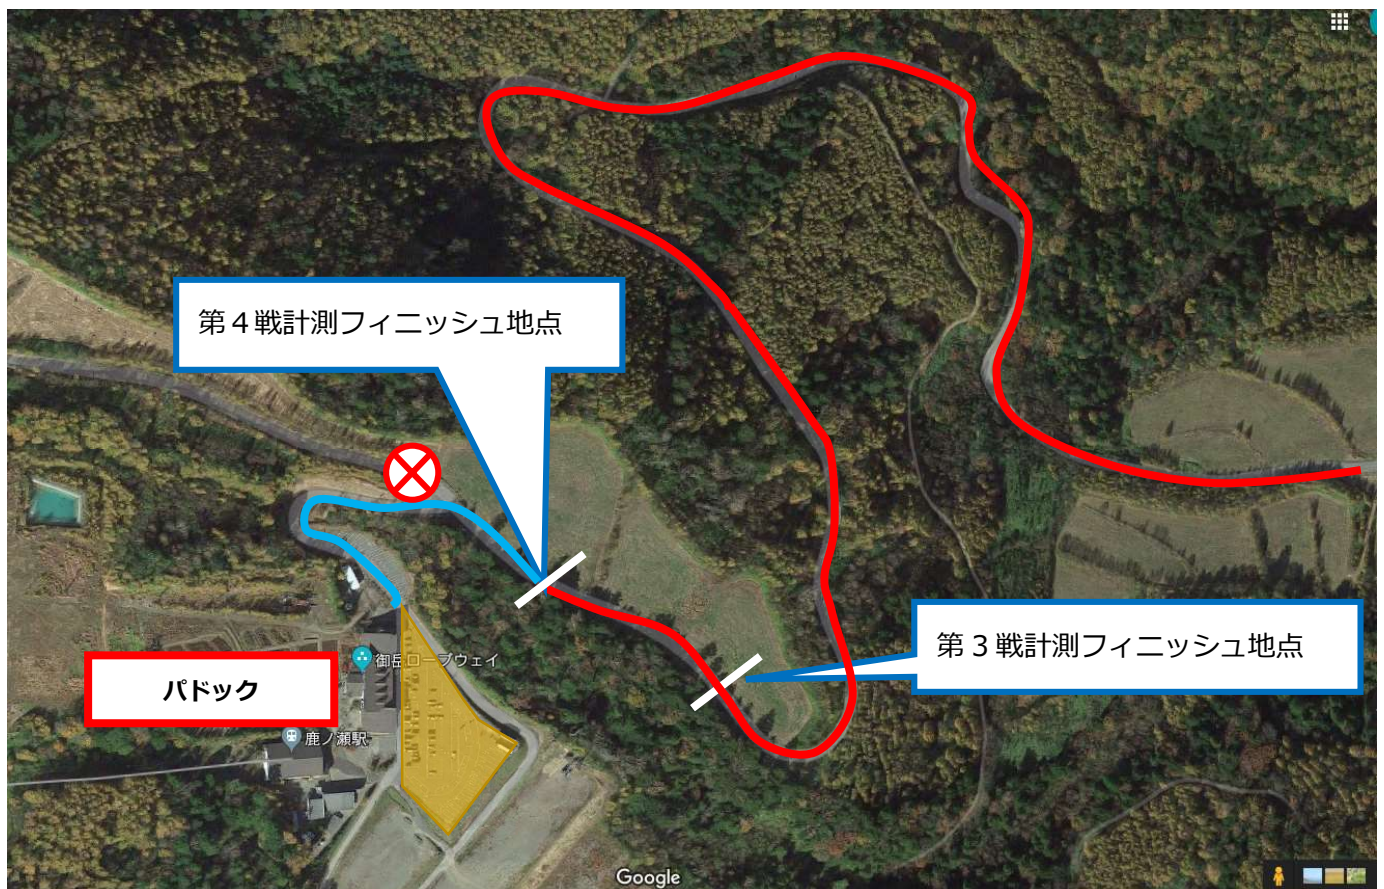 第４戦計測フィニッシュ地点
第３戦計測フィニッシュ地点
御岳ロープウェイ
パドック
鹿ノ瀬駅
Google